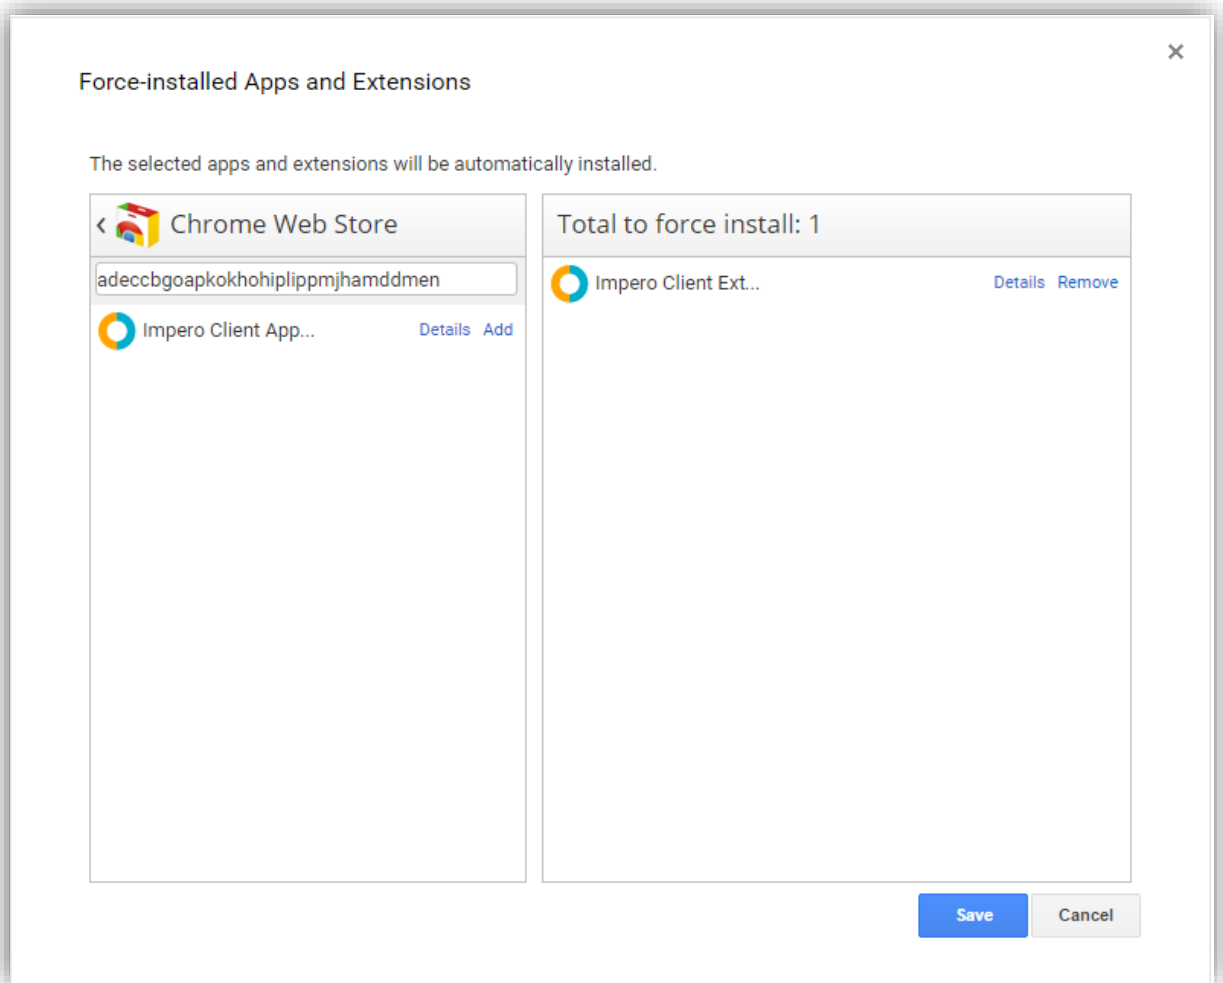 ×
Force-installed Apps and Extensions
The selected apps and extensions will be automatically installed.
‹ Chrome Web Store
adeccbgoapkokhohiplippmjhamddmen
Impero Client App... Details Add
Total to force install: 1
Impero Client Ext... Details Remove
Save Cancel